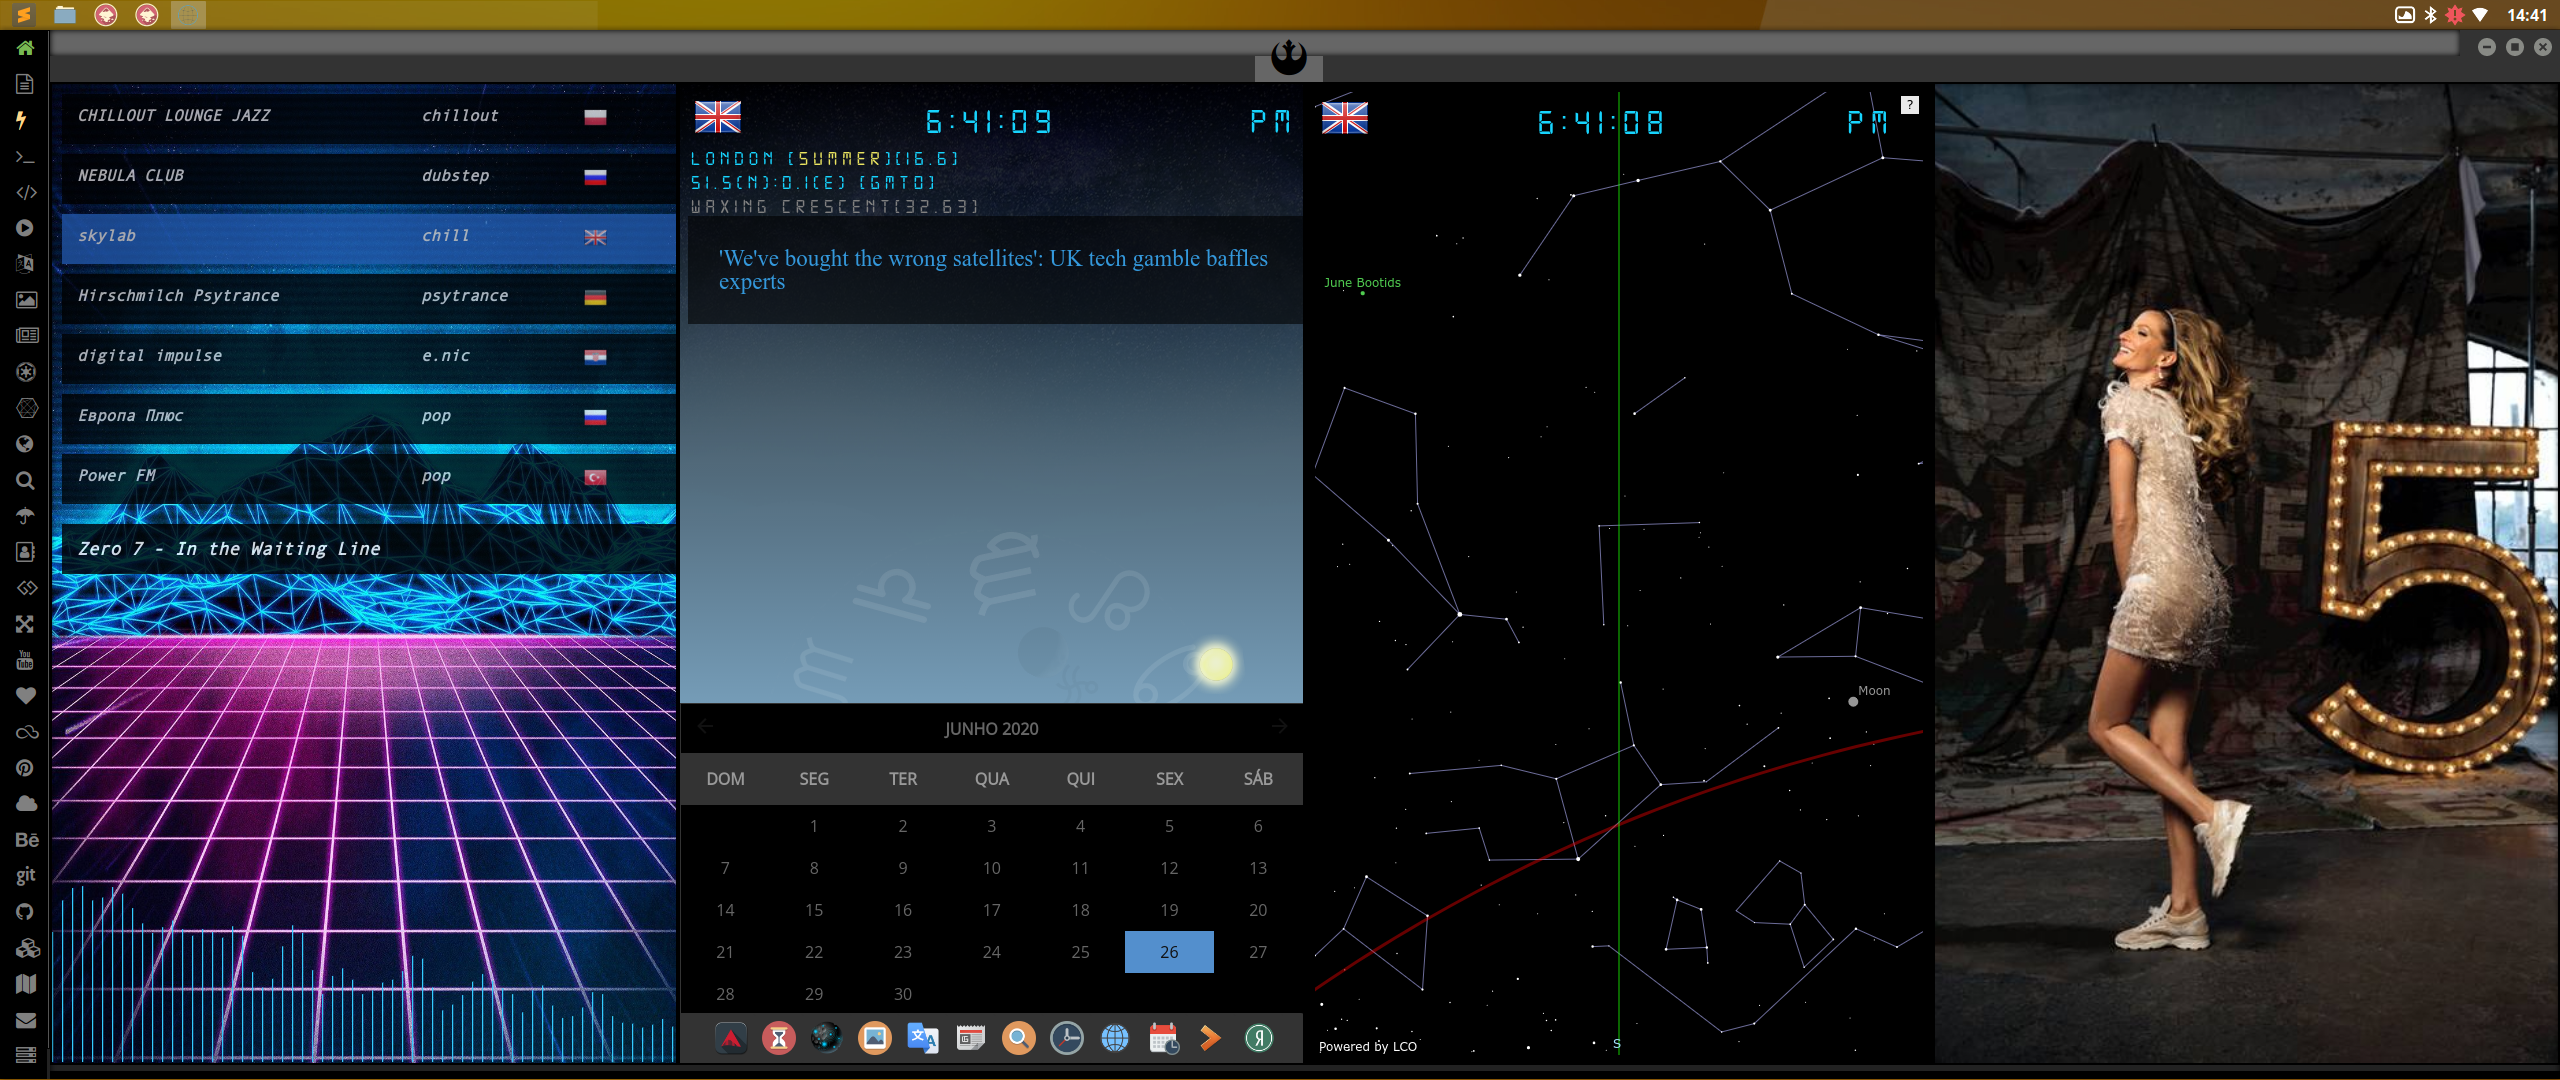 14:41
CHILLOUT LOUNGE JAZZ chillout
NEBULA CLUB dubstep
skylab chill
Hirschmilch Psytrance psytrance
digital impulse e.nic
Европа Плюс pop
Power FM pop
Zero 7 - In the Waiting Line
You
Tube
Bē
git
6:41:09 PM
LONDON [SUMMER][16.6]
51.5(N):0.1(E) [GMT0]
WAXING CRESCENT[32.63]
'We've bought the wrong satellites': UK tech gamble baffles
experts
JUNHO 2020
DOM SEG TER QUA QUI SEX SÁB
1 2 3 4 5 6
7 8 9 10 11 12 13
14 15 16 17 18 19 20
21 22 23 24 25 26 27
28 29 30
Я
6:41:08 PM
?
June Bootids
Moon
S
Powered by LCO
5